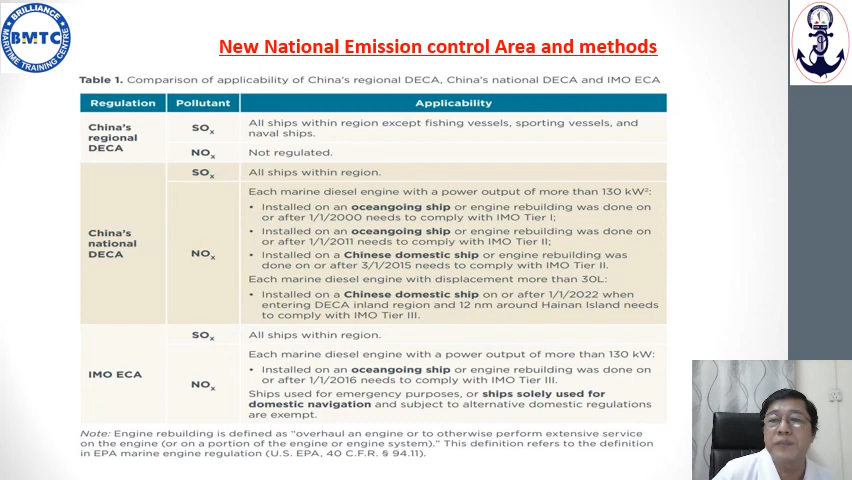 BRILLIANCE
BMTC
MARITIME TRAINING CENTRE
New National Emission control Area and methods
Table 1. Comparison of applicability of China's regional DECA, China's national DECA and IMO ECA
Regulation Pollutant Applicability
China's
regional
DECA
SOx
All ships within region except fishing vessels, sporting vessels, and
naval ships.
NOx
Not regulated.
China's
national
DECA
SOx
All ships within region.
NOx
Each marine diesel engine with a power output of more than 130 kW²:
• Installed on an oceangoing ship or engine rebuilding was done on
or after 1/1/2000 needs to comply with IMO Tier I;
• Installed on an oceangoing ship or engine rebuilding was done on
or after 1/1/2011 needs to comply with IMO Tier II;
• Installed on a Chinese domestic ship or engine rebuilding was
done on or after 3/1/2015 needs to comply with IMO Tier II.
Each marine diesel engine with displacement more than 30L:
• Installed on a Chinese domestic ship on or after 1/1/2022 when
entering DECA inland region and 12 nm around Hainan Island needs
to comply with IMO Tier III.
IMO ECA
SOx
All ships within region.
NOx
Each marine diesel engine with a power output of more than 130 kW:
• Installed on an oceangoing ship or engine rebuilding was done on
or after 1/1/2016 needs to comply with IMO Tier III.
Ships used for emergency purposes, or ships solely used for
domestic navigation and subject to alternative domestic regulations
are exempt.
Note: Engine rebuilding is defined as "overhaul an engine or to otherwise perform extensive service
on the engine (or on a portion of the engine or engine system)." This definition refers to the definition
in EPA marine engine regulation (U.S. EPA, 40 C.F.R. § 94.11).